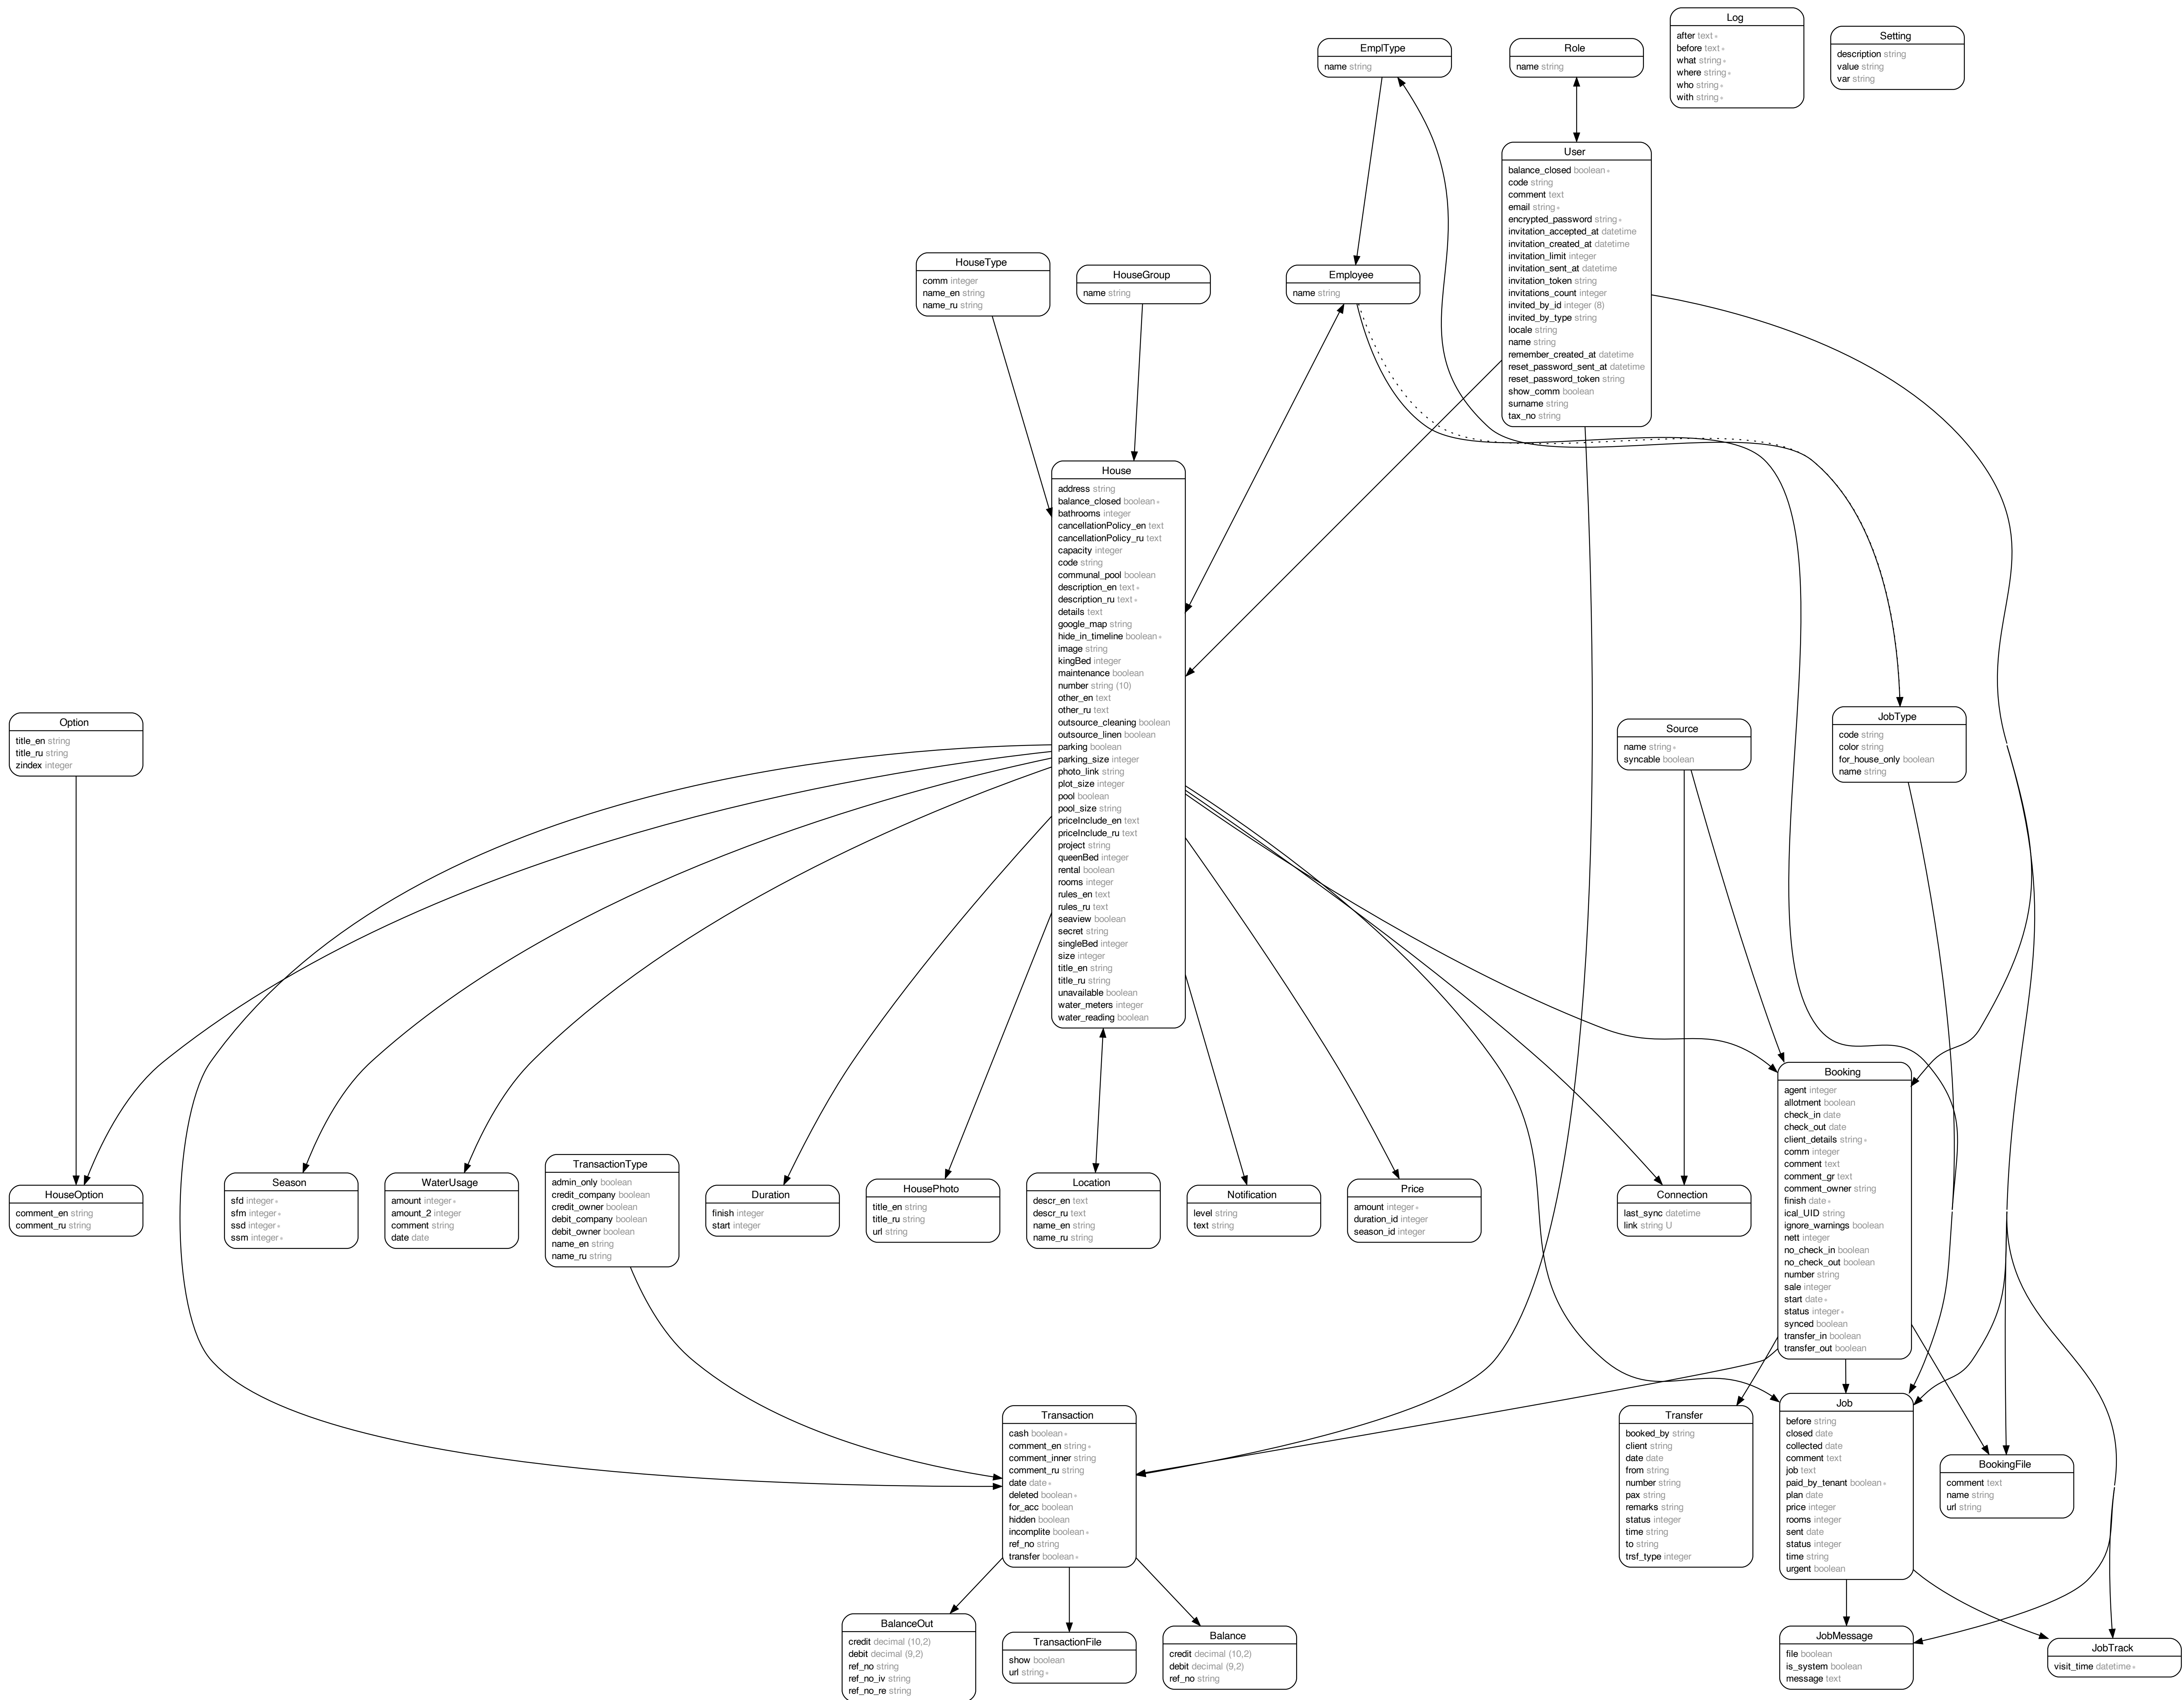 Log
after text *
before text *
what string *
where string *
who string *
with string *
Setting
description string
value string
var string
EmplType
name string
Role
name string
User
balance_closed boolean *
code string
comment text
email string *
encrypted_password string *
invitation_accepted_at datetime
invitation_created_at datetime
invitation_limit integer
invitation_sent_at datetime
invitation_token string
invitations_count integer
invited_by_id integer (8)
invited_by_type string
locale string
name string
remember_created_at datetime
reset_password_sent_at datetime
reset_password_token string
show_comm boolean
surname string
tax_no string
HouseType
comm integer
name_en string
name_ru string
HouseGroup
name string
Employee
name string
House
address string
balance_closed boolean *
bathrooms integer
cancellationPolicy_en text
cancellationPolicy_ru text
capacity integer
code string
communal_pool boolean
description_en text *
description_ru text *
details text
google_map string
hide_in_timeline boolean *
image string
kingBed integer
maintenance boolean
number string (10)
other_en text
other_ru text
outsource_cleaning boolean
outsource_linen boolean
parking boolean
parking_size integer
photo_link string
plot_size integer
pool boolean
pool_size string
priceInclude_en text
priceInclude_ru text
project string
queenBed integer
rental boolean
rooms integer
rules_en text
rules_ru text
seaview boolean
secret string
singleBed integer
size integer
title_en string
title_ru string
unavailable boolean
water_meters integer
water_reading boolean
Option
title_en string
title_ru string
zindex integer
Source
name string *
syncable boolean
JobType
code string
color string
for_house_only boolean
name string
Booking
agent integer
allotment boolean
check_in date
check_out date
client_details string *
comm integer
comment text
comment_gr text
comment_owner string
finish date *
ical_UID string
ignore_warnings boolean
nett integer
no_check_in boolean
no_check_out boolean
number string
sale integer
start date *
status integer *
synced boolean
transfer_in boolean
transfer_out boolean
HouseOption
comment_en string
comment_ru string
Season
sfd integer *
sfm integer *
ssd integer *
ssm integer *
WaterUsage
amount integer *
amount_2 integer
comment string
date date
TransactionType
admin_only boolean
credit_company boolean
credit_owner boolean
debit_company boolean
debit_owner boolean
name_en string
name_ru string
Duration
finish integer
start integer
HousePhoto
title_en string
title_ru string
url string
Location
descr_en text
descr_ru text
name_en string
name_ru string
Notification
level string
text string
Price
amount integer *
duration_id integer
season_id integer
Connection
last_sync datetime
link string U
Transaction
cash boolean *
comment_en string *
comment_inner string
comment_ru string
date date *
deleted boolean *
for_acc boolean
hidden boolean
incomplite boolean *
ref_no string
transfer boolean *
Transfer
booked_by string
client string
date date
from string
number string
pax string
remarks string
status integer
time string
to string
trsf_type integer
Job
before string
closed date
collected date
comment text
job text
paid_by_tenant boolean *
plan date
price integer
rooms integer
sent date
status integer
time string
urgent boolean
BookingFile
comment text
name string
url string
BalanceOut
credit decimal (10,2)
debit decimal (9,2)
ref_no string
ref_no_iv string
ref_no_re string
TransactionFile
show boolean
url string *
Balance
credit decimal (10,2)
debit decimal (9,2)
ref_no string
JobMessage
file boolean
is_system boolean
message text
JobTrack
visit_time datetime *